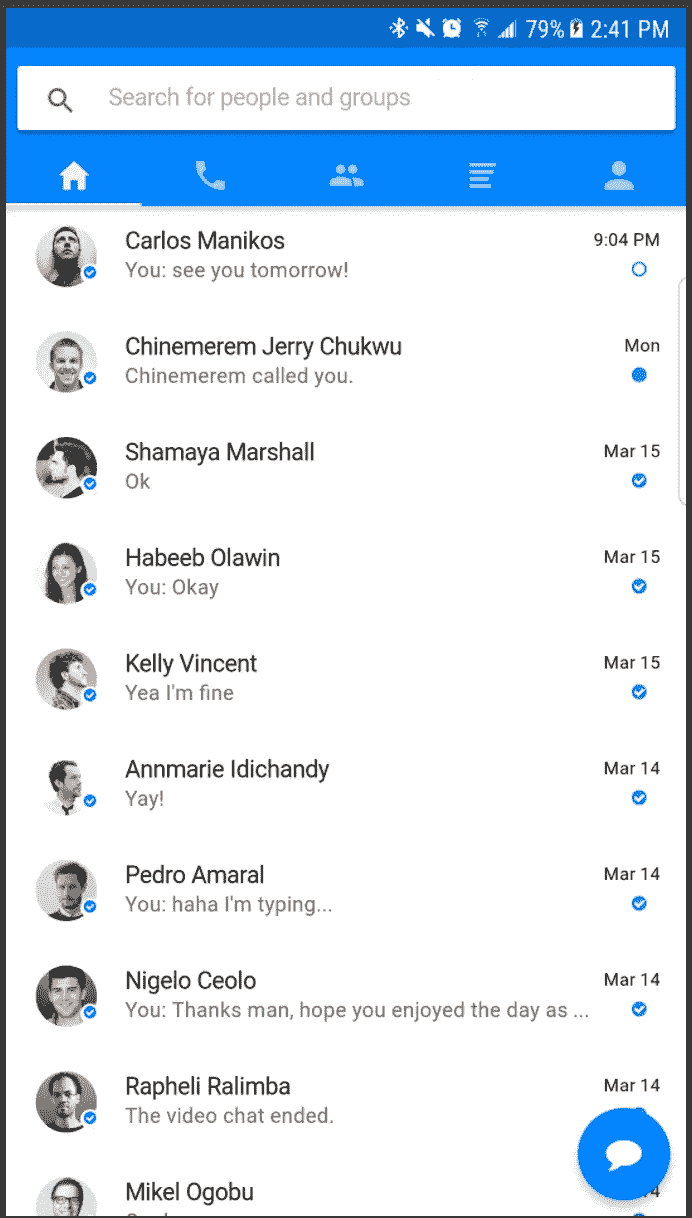 79% 2:41 PM
Search for people and groups
Carlos Manikos 9:04 PM
You: see you tomorrow!
Chinemerem Jerry Chukwu Mon
Chinemerem called you.
Shamaya Marshall Mar 15
Ok
Habeeb Olawin Mar 15
You: Okay
Kelly Vincent Mar 15
Yea I'm fine
Annmarie Idichandy Mar 14
Yay!
Pedro Amaral Mar 14
You: haha I'm typing...
Nigelo Ceolo Mar 14
You: Thanks man, hope you enjoyed the day as ...
Rapheli Ralimba Mar 14
The video chat ended.
Mikel Ogobu